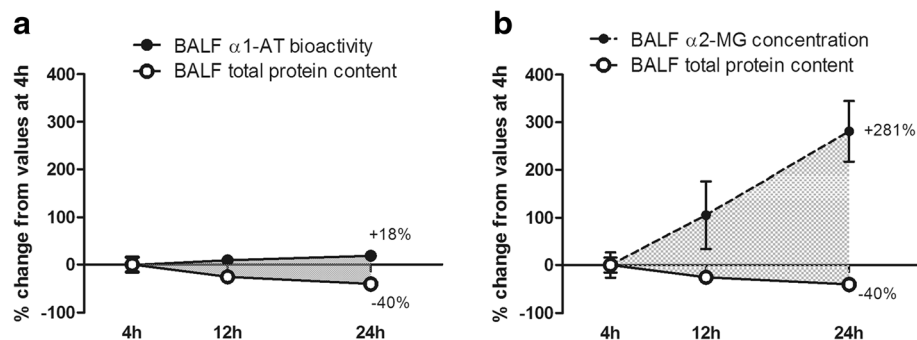 a
BALF α1-AT bioactivity
BALF total protein content
% change from values at 4h
400
300
200
100
0
-100
+18%
-40%
4h 12h 24h
b
BALF α2-MG concentration
BALF total protein content
% change from values at 4h
400
300
200
100
0
-100
+281%
-40%
4h 12h 24h